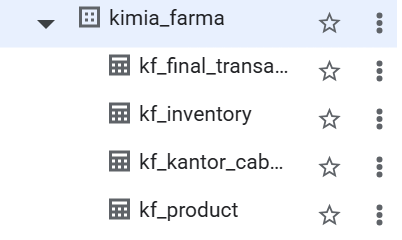 kimia_farma
kf_final_transa...
kf_inventory
kf_kantor_cab...
kf_product